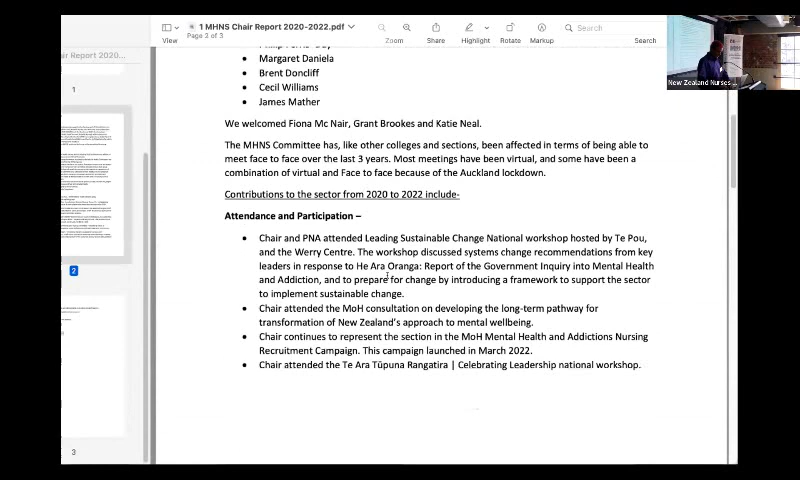 1 MHNS Chair Report 2020-2022.pdf
Page 2 of 3
View
Zoom
Share
Highlight
Rotate
Markup
Search
Search
air Report 2020...
New Zealand Nurses ...
1
2
3
• Margaret Daniela
• Brent Doncliff
• Cecil Williams
• James Mather
We welcomed Fiona Mc Nair, Grant Brookes and Katie Neal.
The MHNS Committee has, like other colleges and sections, been affected in terms of being able to
meet face to face over the last 3 years. Most meetings have been virtual, and some have been a
combination of virtual and Face to face because of the Auckland lockdown.
Contributions to the sector from 2020 to 2022 include-
Attendance and Participation –
• Chair and PNA attended Leading Sustainable Change National workshop hosted by Te Pou,
and the Werry Centre. The workshop discussed systems change recommendations from key
leaders in response to He Ara Oranga: Report of the Government Inquiry into Mental Health
and Addiction, and to prepare for change by introducing a framework to support the sector
to implement sustainable change.
• Chair attended the MoH consultation on developing the long-term pathway for
transformation of New Zealand’s approach to mental wellbeing.
• Chair continues to represent the section in the MoH Mental Health and Addictions Nursing
Recruitment Campaign. This campaign launched in March 2022.
• Chair attended the Te Ara Tūpuna Rangatira | Celebrating Leadership national workshop.